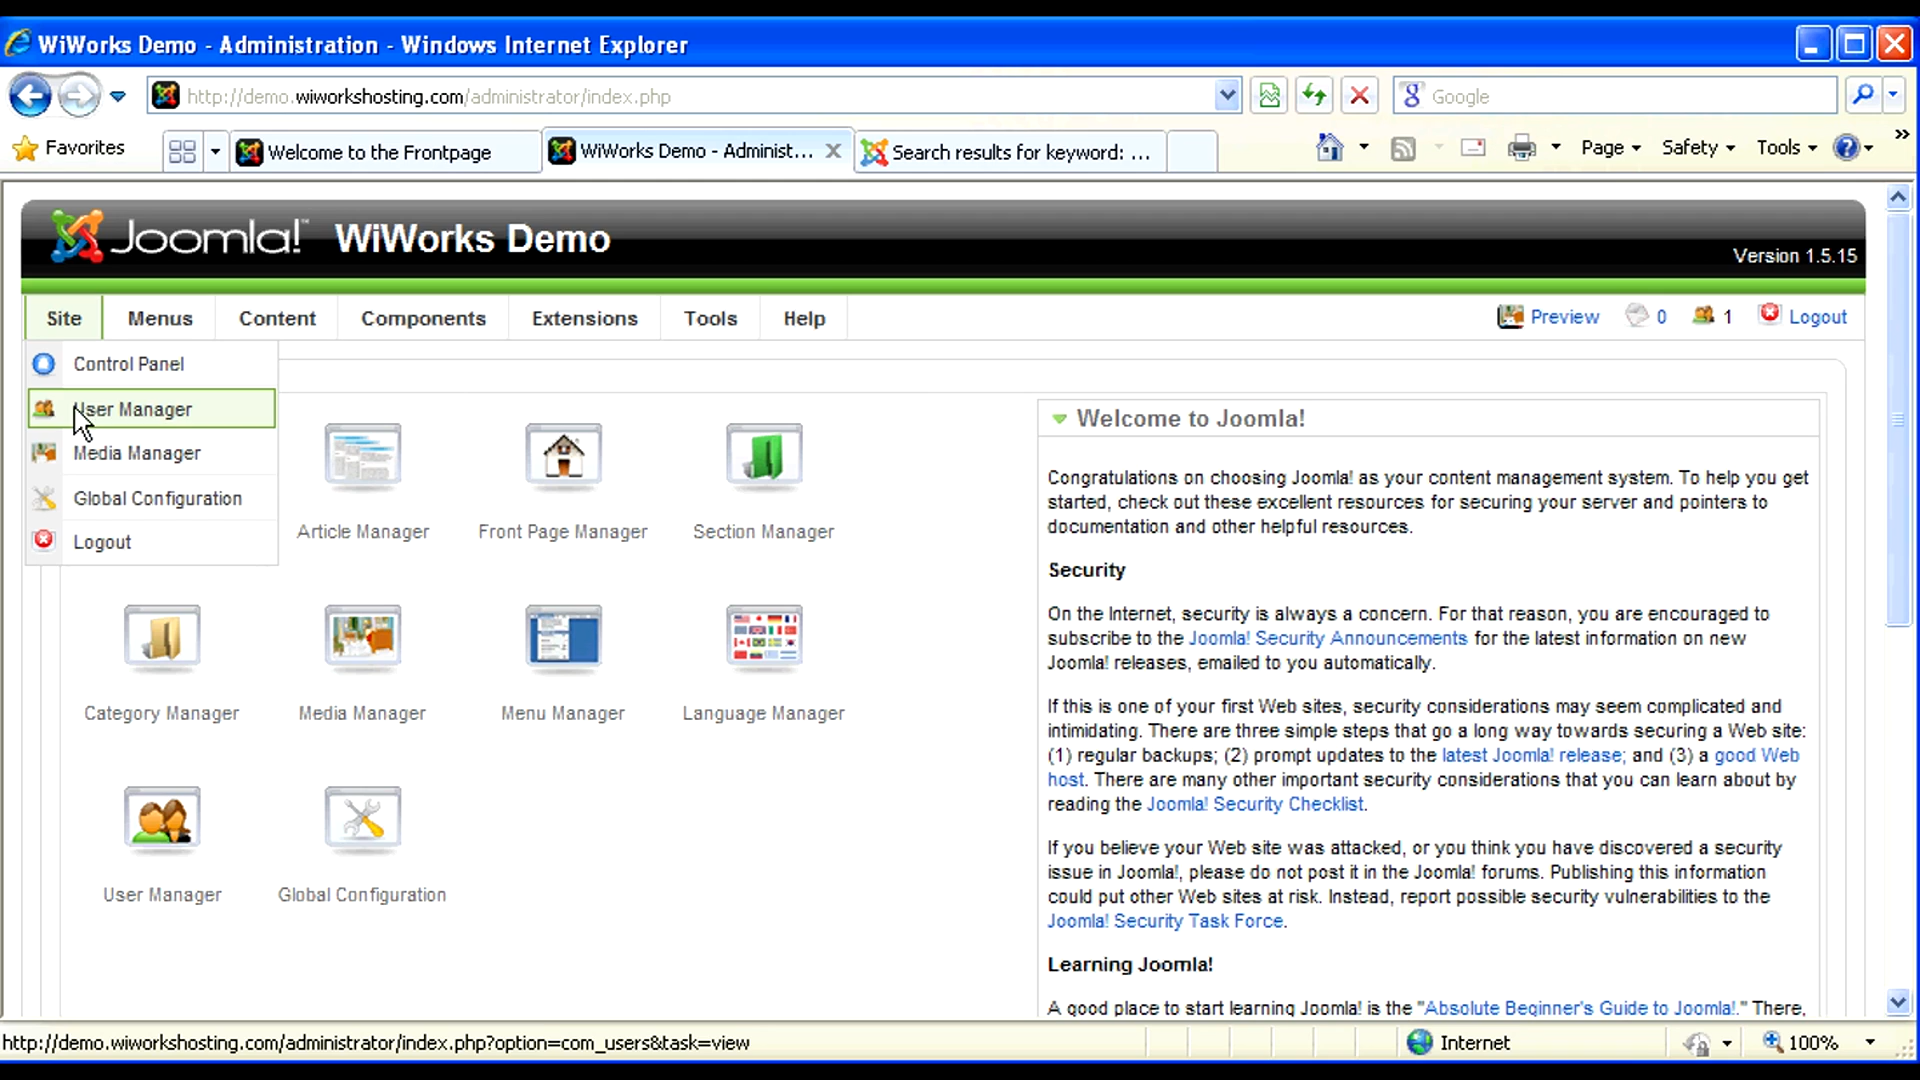 WiWorks Demo - Administration - Windows Internet Explorer
http://demo.wiworkshosting.com/administrator/index.php
Google
Favorites
Welcome to the Frontpage
WiWorks Demo - Administ...
Search results for keyword: ...
Page
Safety
Tools
Joomla!™
WiWorks Demo
Version 1.5.15
Site
Menus
Content
Components
Extensions
Tools
Help
Preview
0
1
Logout
Control Panel
User Manager
Media Manager
Global Configuration
Logout
Article Manager
Front Page Manager
Section Manager
Category Manager
Media Manager
Menu Manager
Language Manager
User Manager
Global Configuration
Welcome to Joomla!
Congratulations on choosing Joomla! as your content management system. To help you get
started, check out these excellent resources for securing your server and pointers to
documentation and other helpful resources.
Security
On the Internet, security is always a concern. For that reason, you are encouraged to
subscribe to the Joomla! Security Announcements for the latest information on new
Joomla! releases, emailed to you automatically.
If this is one of your first Web sites, security considerations may seem complicated and
intimidating. There are three simple steps that go a long way towards securing a Web site:
(1) regular backups; (2) prompt updates to the latest Joomla! release; and (3) a good Web
host. There are many other important security considerations that you can learn about by
reading the Joomla! Security Checklist.
If you believe your Web site was attacked, or you think you have discovered a security
issue in Joomla!, please do not post it in the Joomla! forums. Publishing this information
could put other Web sites at risk. Instead, report possible security vulnerabilities to the
Joomla! Security Task Force.
Learning Joomla!
A good place to start learning Joomla! is the "Absolute Beginner's Guide to Joomla!." There,
http://demo.wiworkshosting.com/administrator/index.php?option=com_users&task=view
Internet
100%